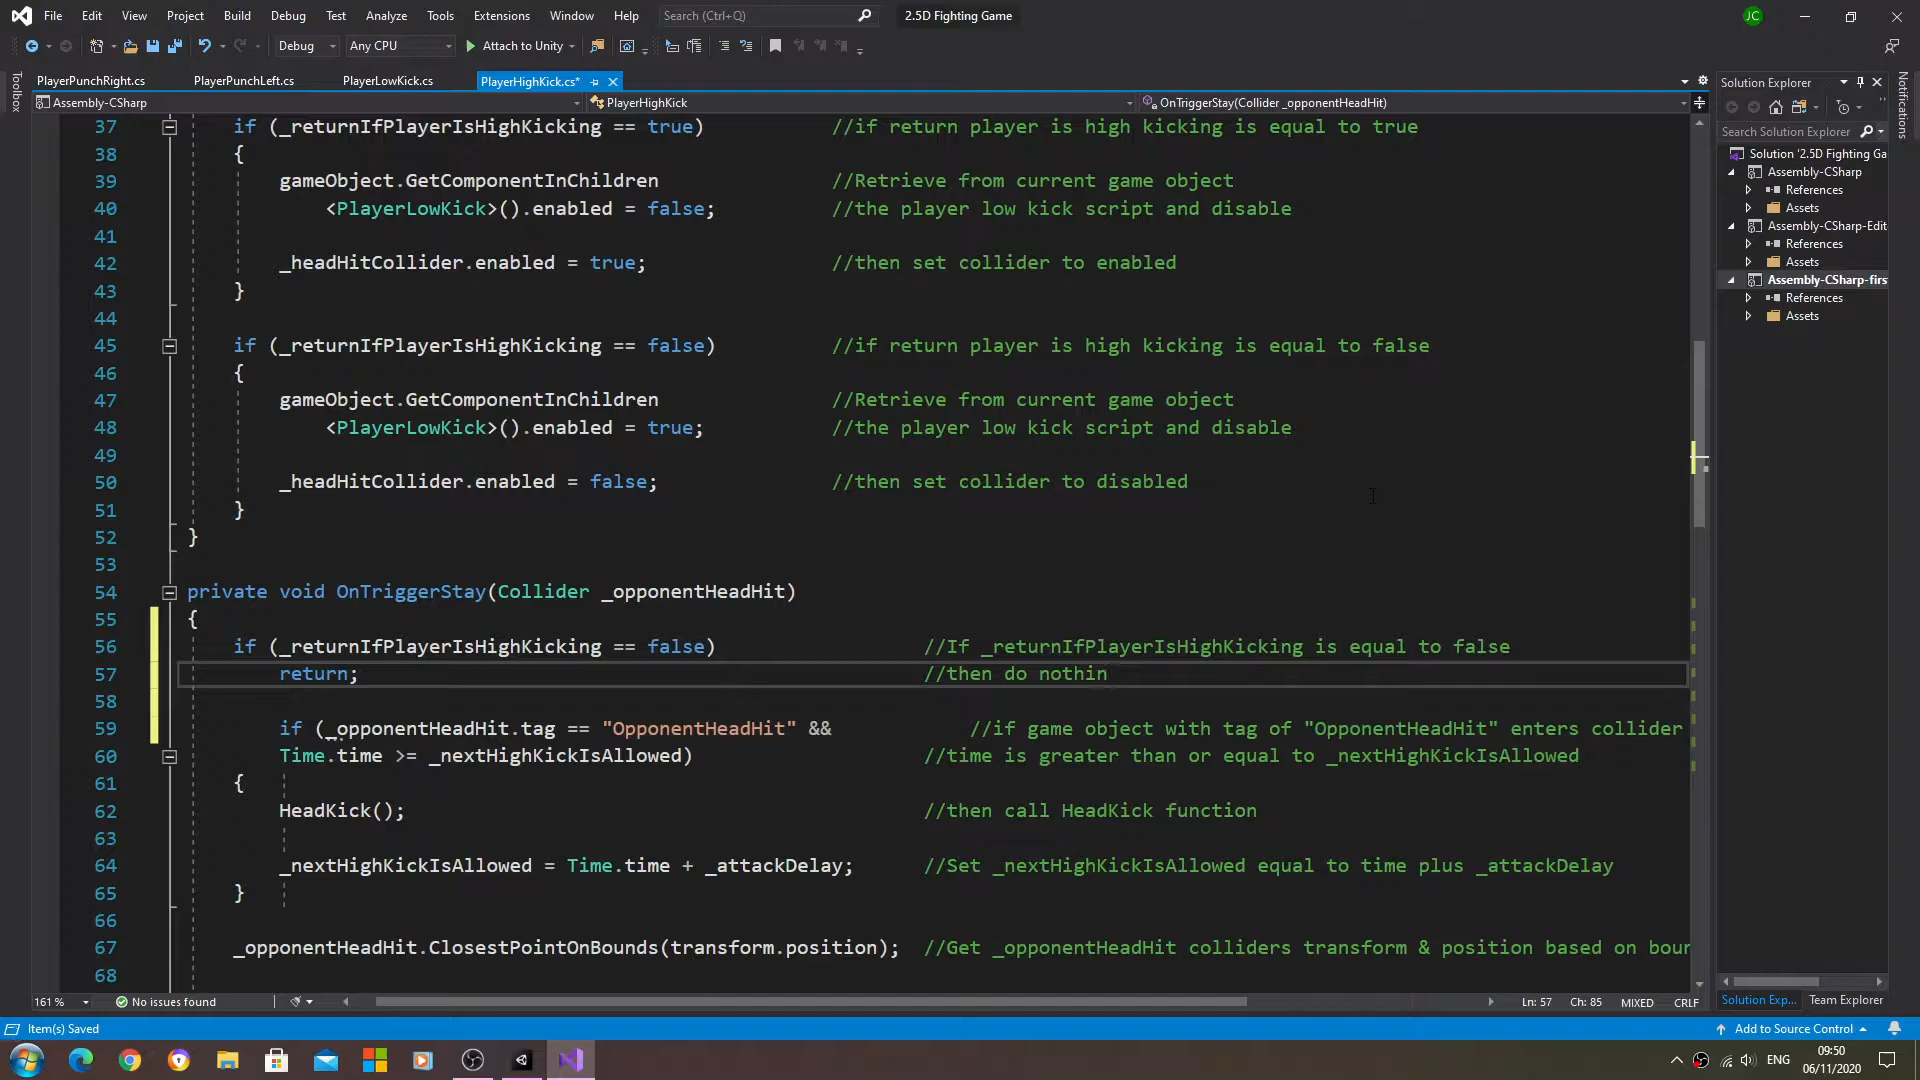 File Edit View Project Build Debug Test Analyze Tools Extensions Window Help Search (Ctrl+Q) 2.5D Fighting Game JC
Debug Any CPU Attach to Unity
Toolbox
PlayerPunchRight.cs PlayerPunchLeft.cs PlayerLowKick.cs PlayerHighKick.cs*
Assembly-CSharp PlayerHighKick OnTriggerStay(Collider _opponentHeadHit)
37 if (_returnIfPlayerIsHighKicking == true) //if return player is high kicking is equal to true
38 {
39 gameObject.GetComponentInChildren //Retrieve from current game object
40 <PlayerLowKick>().enabled = false; //the player low kick script and disable
41
42 _headHitCollider.enabled = true; //then set collider to enabled
43 }
44
45 if (_returnIfPlayerIsHighKicking == false) //if return player is high kicking is equal to false
46 {
47 gameObject.GetComponentInChildren //Retrieve from current game object
48 <PlayerLowKick>().enabled = true; //the player low kick script and disable
49
50 _headHitCollider.enabled = false; //then set collider to disabled
51 }
52 }
53
54 private void OnTriggerStay(Collider _opponentHeadHit)
55 {
56 if (_returnIfPlayerIsHighKicking == false) //If _returnIfPlayerIsHighKicking is equal to false
57 return; //then do nothin
58
59 if (_opponentHeadHit.tag == "OpponentHeadHit" && //if game object with tag of "OpponentHeadHit" enters collider
60 Time.time >= _nextHighKickIsAllowed) //time is greater than or equal to _nextHighKickIsAllowed
61 {
62 HeadKick(); //then call HeadKick function
63
64 _nextHighKickIsAllowed = Time.time + _attackDelay; //Set _nextHighKickIsAllowed equal to time plus _attackDelay
65 }
66
67 _opponentHeadHit.ClosestPointOnBounds(transform.position); //Get _opponentHeadHit colliders transform & position based on boun
68
Solution Explorer
Search Solution Explorer
Solution '2.5D Fighting Ga
Assembly-CSharp
References
Assets
Assembly-CSharp-Edit
References
Assets
Assembly-CSharp-firs
References
Assets
Notifications
161 % No issues found Ln: 57 Ch: 85 MIXED CRLF
Solution Exp... Team Explorer
Item(s) Saved Add to Source Control
ENG 09:50
06/11/2020